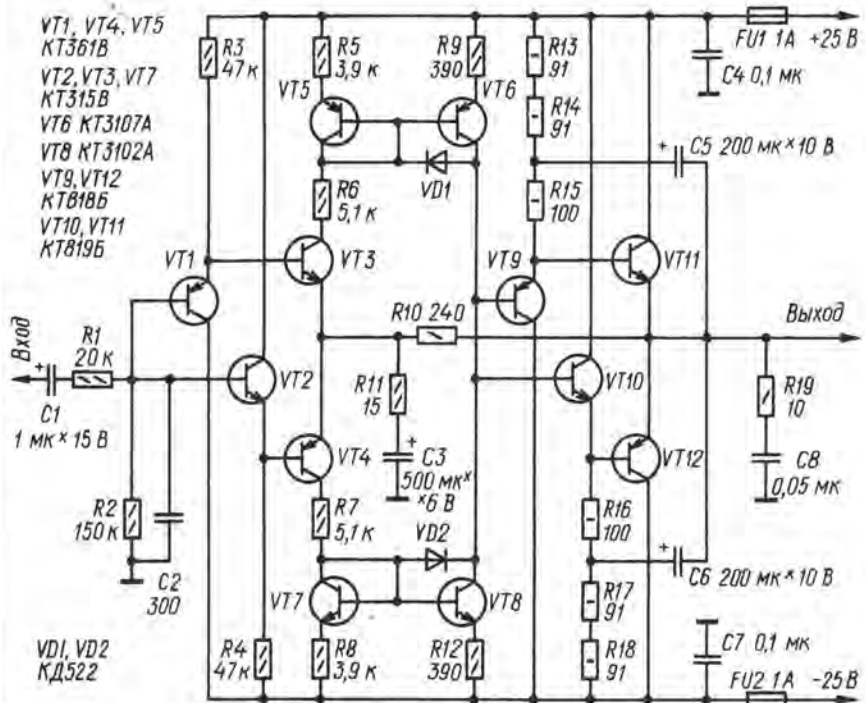 VT1, VT4, VT5
КТ361В
VT2, VT3, VT7
КТ315В
VT6 КТ3107А
VT8 КТ3102А
VT9, VT12
КТ818Б
VT10, VT11
КТ819Б
R3
47 к
R5
3,9 к
R9
390
R13
91
FU1 1А +25 В
C4 0,1 мк
VT5
VT6
R14
91
+
C5 200 мк × 10 В
VD1
R6
5,1 к
R15
100
VT1
VT3
VT9
VT11
R10 240
Выход
Вход
R1
20 к
+
C1
1 мк × 15 В
VT2
R11
15
VT10
R19
10
+
C3
500 мк ×
× 6 В
VT4
VT12
C8
0,05 мк
R2
150 к
R7
5,1 к
VD2
R16
100
+
C6 200 мк × 10 В
C2
300
VT7
VT8
R17
91
VD1, VD2
КД522
R4
47 к
R8
3,9 к
R12
390
R18
91
C7 0,1 мк
FU2 1А −25 В